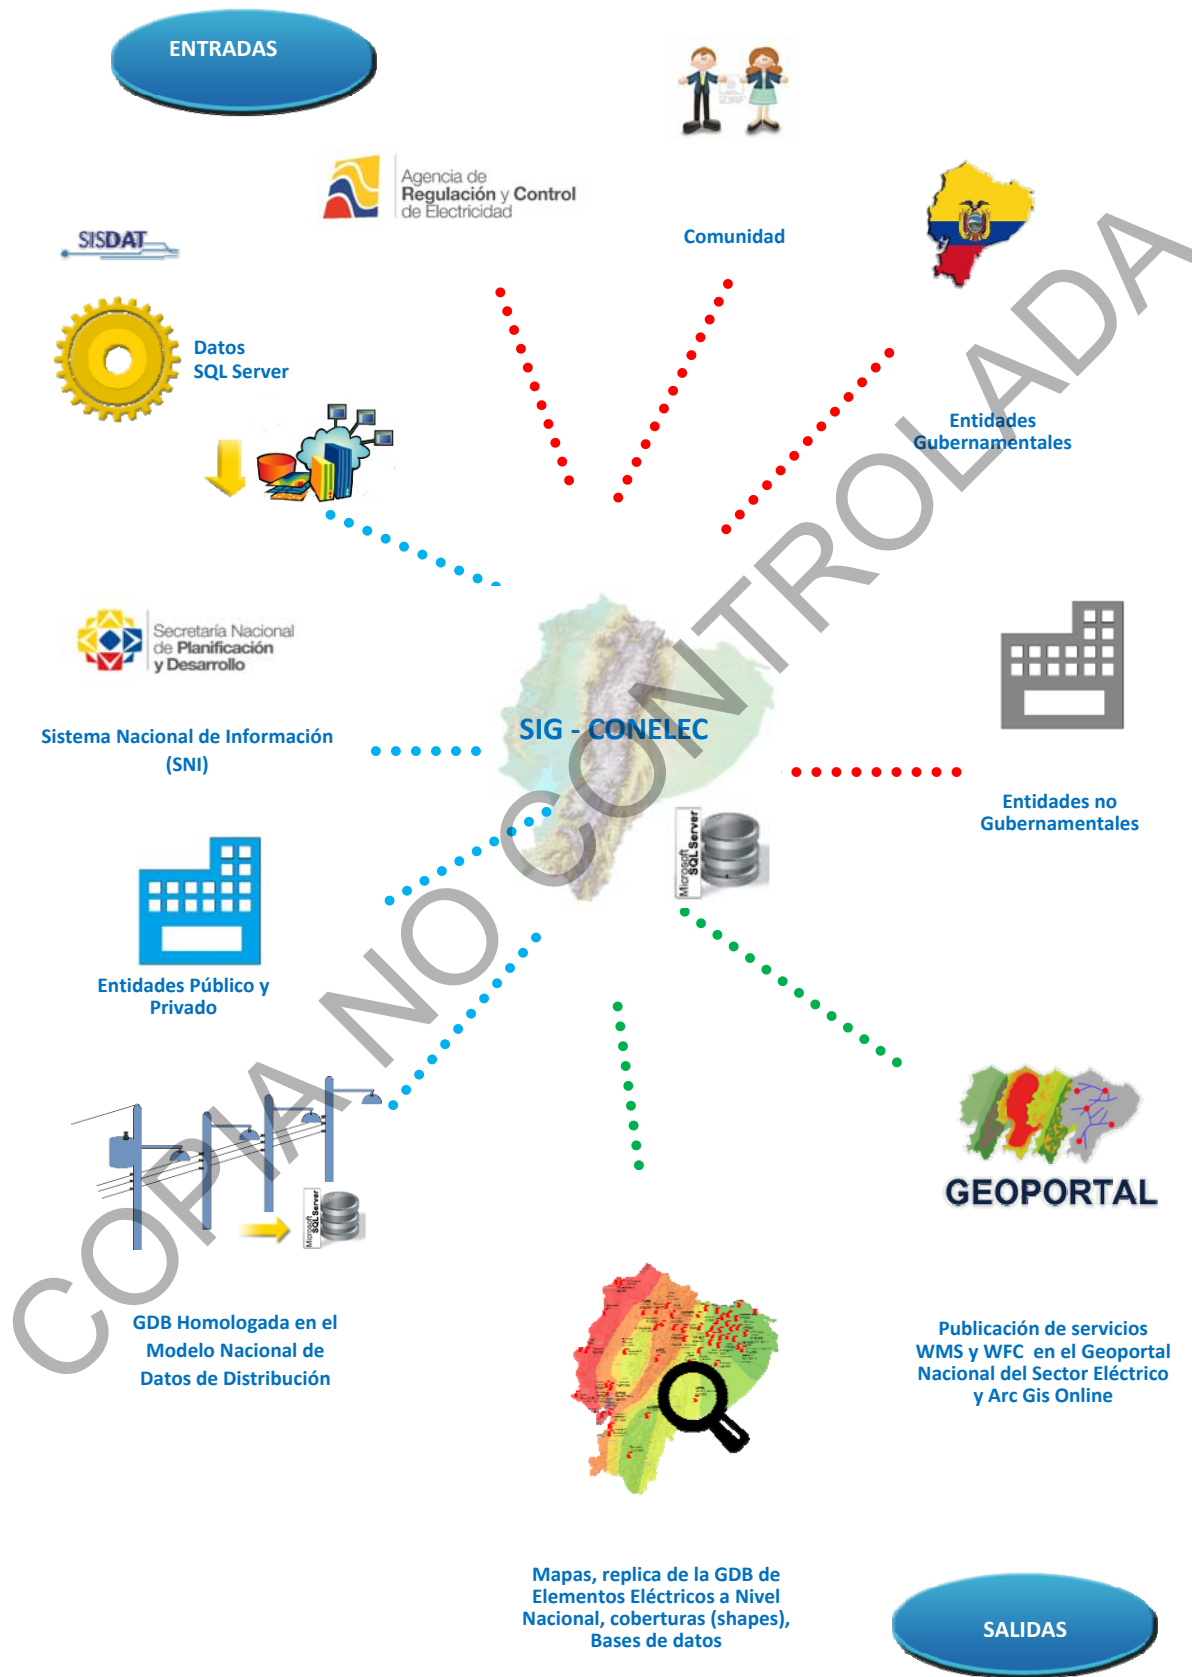 ENTRADAS
Agencia de
Regulación y Control
de Electricidad
Comunidad
SISDAT
Datos
SQL Server
Entidades
Gubernamentales
Secretaría Nacional
de Planificación
y Desarrollo
Sistema Nacional de Información
(SNI)
SIG - CONELEC
Microsoft
SQL Server
Entidades no
Gubernamentales
Entidades Público y
Privado
Microsoft
SQL Server
GDB Homologada en el
Modelo Nacional de
Datos de Distribución
GEOPORTAL
Publicación de servicios
WMS y WFC en el Geoportal
Nacional del Sector Eléctrico
y Arc Gis Online
Mapas, replica de la GDB de
Elementos Eléctricos a Nivel
Nacional, coberturas (shapes),
Bases de datos
SALIDAS
COPIA NO CONTROLADA